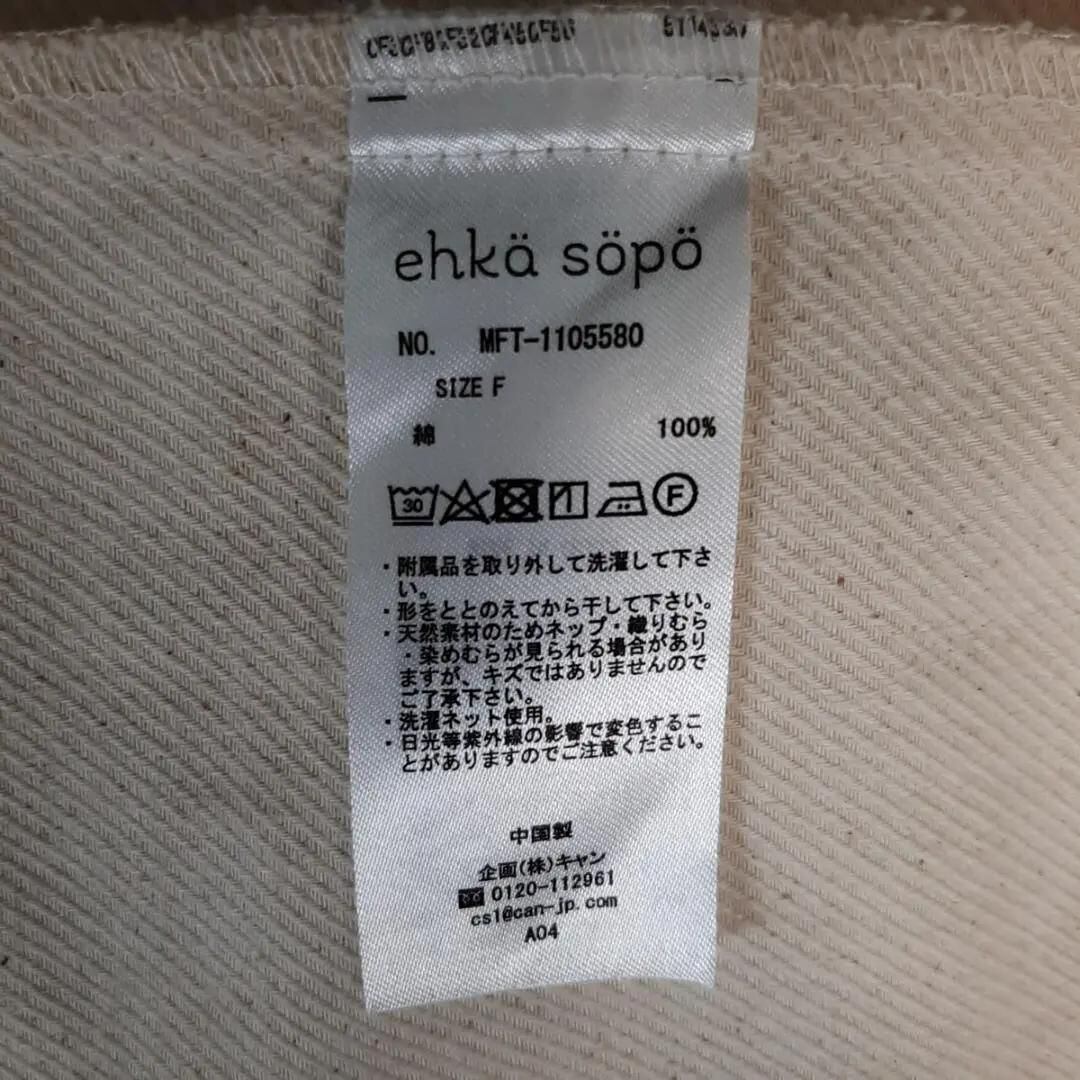 ehkä söpö
NO. MFT-1105580
SIZE F
綿 100%
30
F
・附属品を取り外して洗濯して下さ
い。
・形をととのえてから干して下さい。
・天然素材のためネップ・織りむら
・染めむらが見られる場合があり
ますが、キズではありませんので
ご了承下さい。
・洗濯ネット使用。
・日光等紫外線の影響で変色するこ
とがありますのでご注意ください。
中国製
企画(株)キャン
0120-112961
cs1@can-jp.com
A04